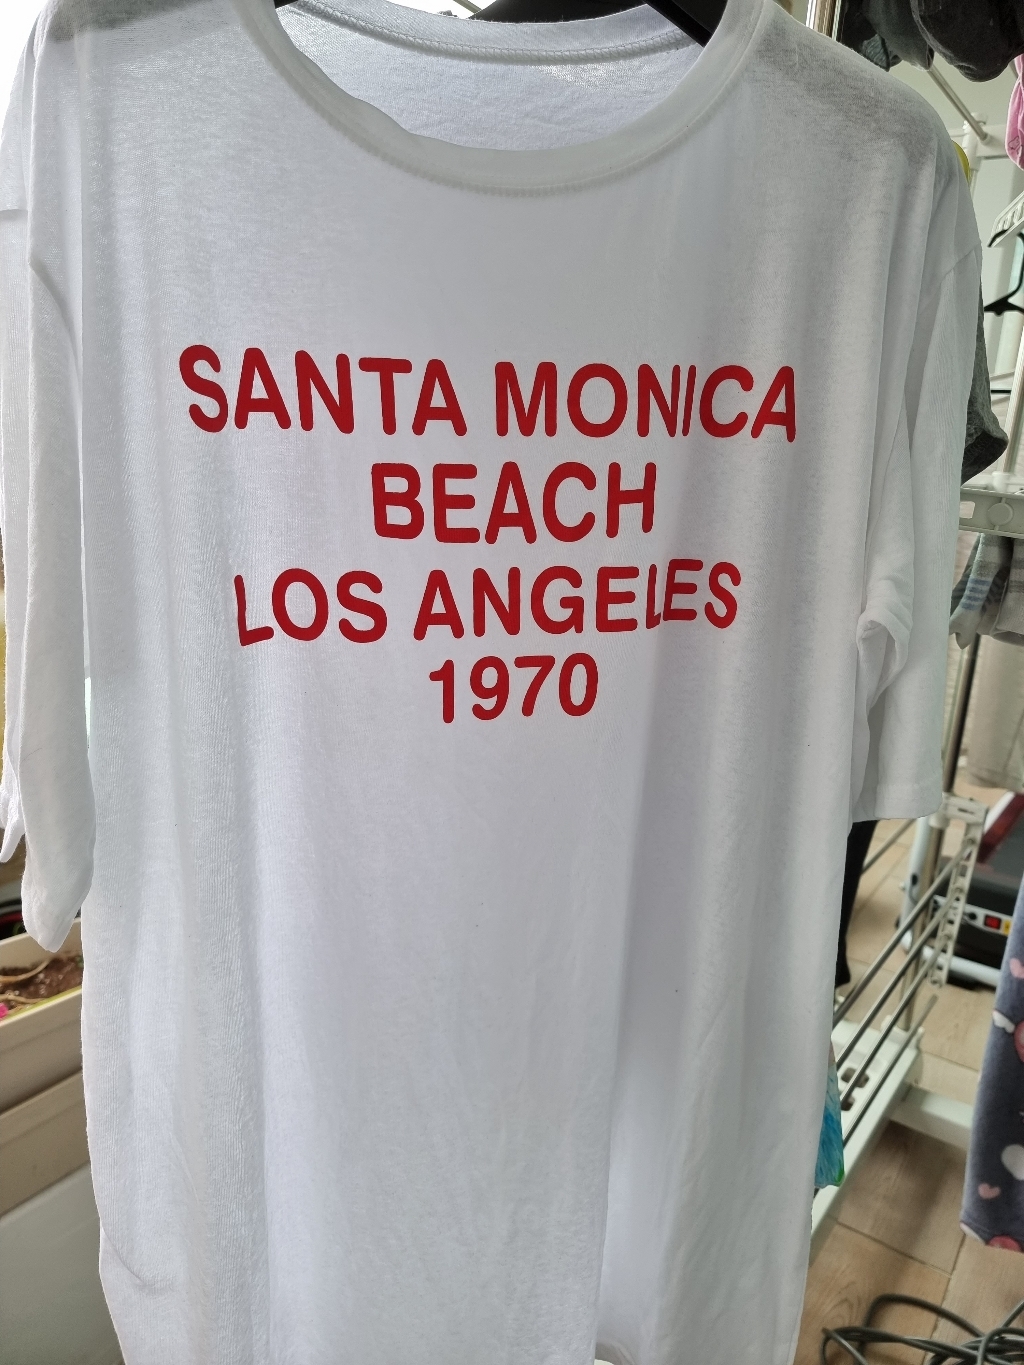 SANTA MONICA
BEACH
LOS ANGELES
1970